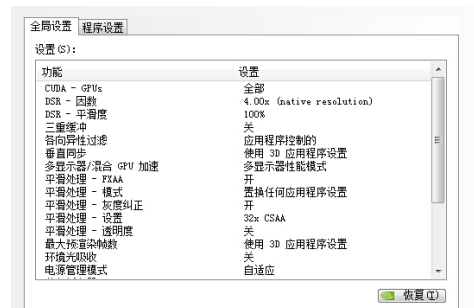 全局设置 程序设置
设置(S):
功能 设置
CUDA - GPUs 全部
DSR - 因数 4.00x (native resolution)
DSR - 平滑度 100%
三重缓冲 关
各向异性过滤 应用程序控制的
垂直同步 使用 3D 应用程序设置
多显示器/混合 GPU 加速 多显示器性能模式
平滑处理 - FXAA 开
平滑处理 - 模式 置换任何应用程序设置
平滑处理 - 灰度纠正 开
平滑处理 - 设置 32x CSAA
平滑处理 - 透明度 关
最大预渲染帧数 使用 3D 应用程序设置
环境光吸收 关
电源管理模式 自适应
恢复(T)